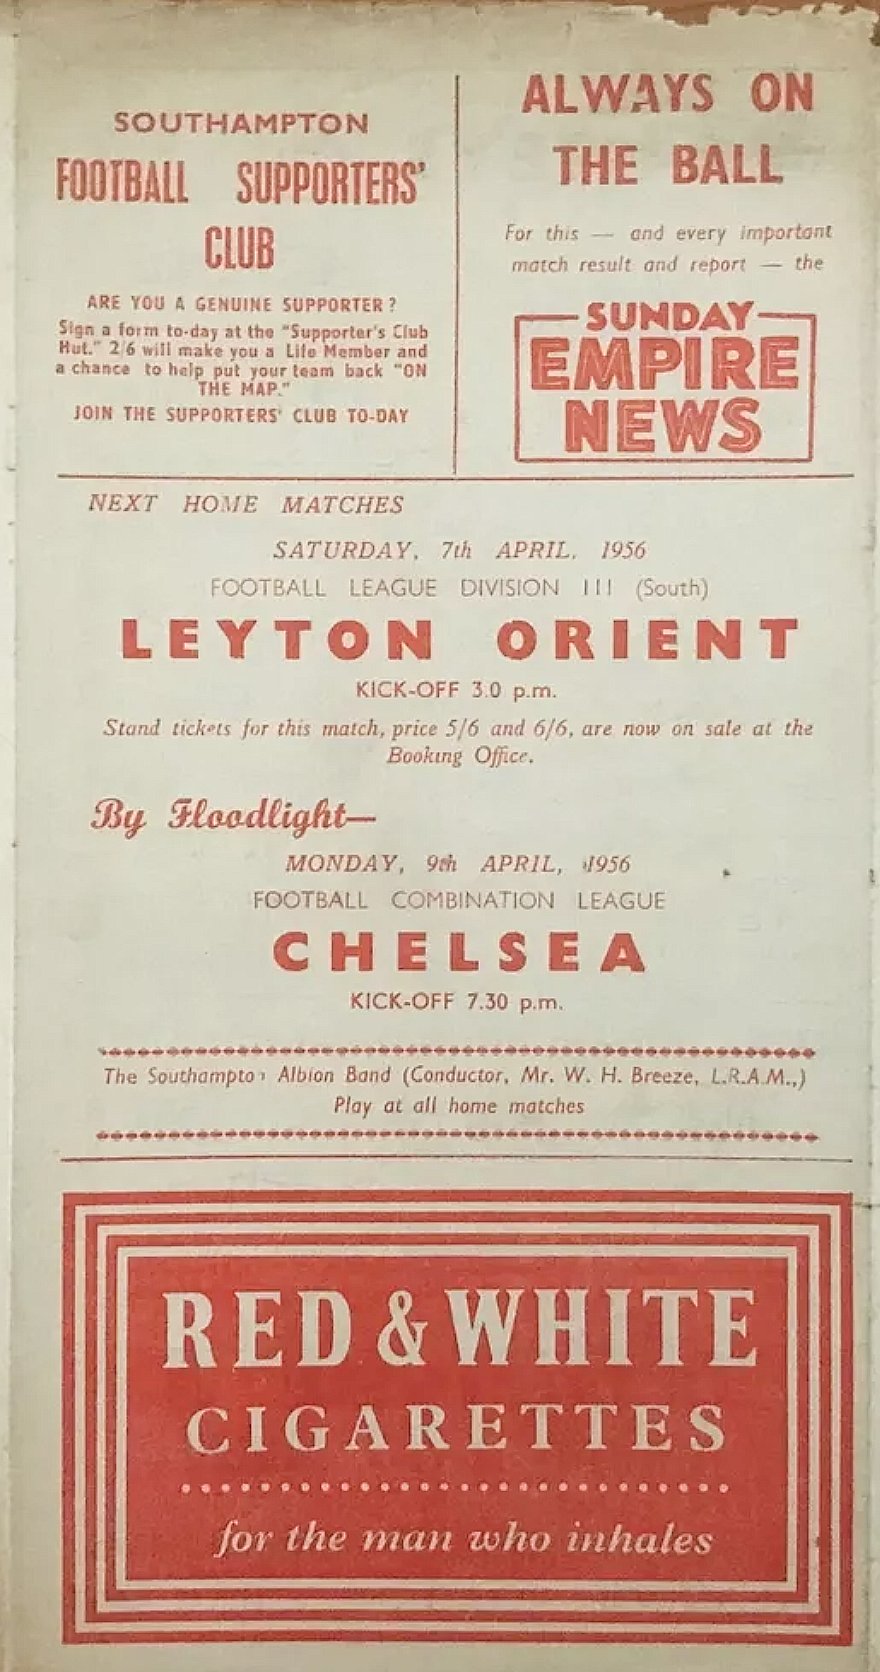 SOUTHAMPTON
FOOTBALL SUPPORTERS'
CLUB
ARE YOU A GENUINE SUPPORTER?
Sign a form to-day at the "Supporter's Club
Hut." 2/6 will make you a Life Member and
a chance to help put your team back "ON
THE MAP."
JOIN THE SUPPORTERS' CLUB TO-DAY
ALWAYS ON
THE BALL
For this — and every important
match result and report — the
SUNDAY
EMPIRE
NEWS
NEXT HOME MATCHES
SATURDAY, 7th APRIL, 1956
FOOTBALL LEAGUE DIVISION III (South)
LEYTON ORIENT
KICK-OFF 3.0 p.m.
Stand tickets for this match, price 5/6 and 6/6, are now on sale at the
Booking Office.
By Floodlight—
MONDAY, 9th APRIL, 1956
FOOTBALL COMBINATION LEAGUE
CHELSEA
KICK-OFF 7.30 p.m.
The Southampton Albion Band (Conductor, Mr. W. H. Breeze, L.R.A.M.,)
Play at all home matches
RED & WHITE
CIGARETTES
for the man who inhales